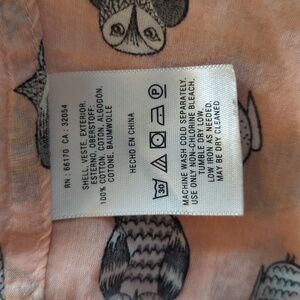 RN : 66170 CA : 32054
SHELL, VESTE, EXTERIOR,
ESTERNO, OBERSTOFF:
100% COTTON, COTON, ALGODÓN,
COTONE, BAUMWOLLE
HECHO EN CHINA
30
P
MACHINE WASH COLD SEPARATELY,
USE ONLY NON-CHLORINE BLEACH,
TUMBLE DRY LOW,
LOW IRON AS NEEDED,
MAY BE DRY CLEANED